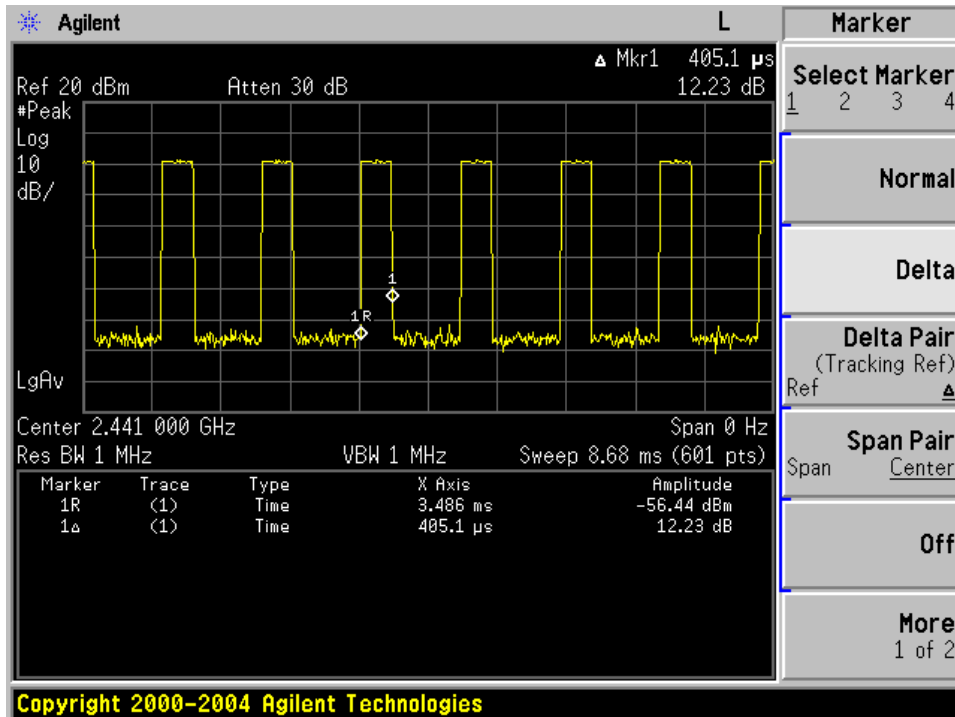 Agilent L Marker
Δ Mkr1 405.1 µs
Ref 20 dBm Atten 30 dB 12.23 dB
#Peak
Log
10
dB/
1
1R
LgAv
Center 2.441 000 GHz Span 0 Hz
Res BW 1 MHz VBW 1 MHz Sweep 8.68 ms (601 pts)
Marker Trace Type X Axis Amplitude
1R (1) Time 3.486 ms -56.44 dBm
1Δ (1) Time 405.1 µs 12.23 dB
Select Marker
1 2 3 4
Normal
Delta
Delta Pair
(Tracking Ref)
Ref Δ
Span Pair
Span Center
Off
More
1 of 2
Copyright 2000-2004 Agilent Technologies